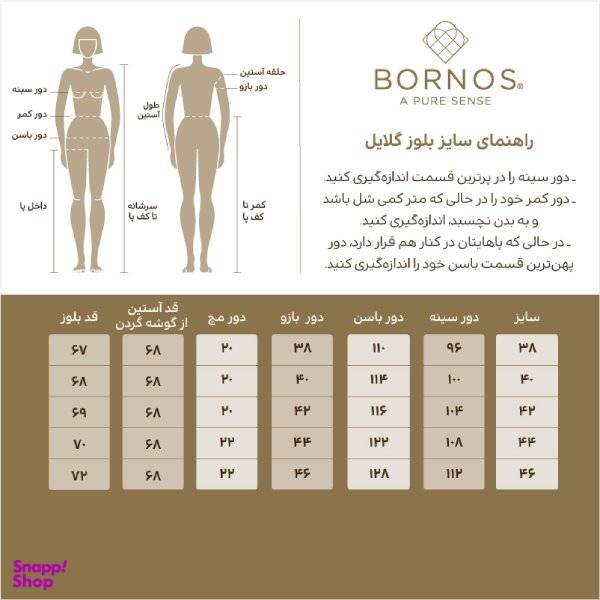 BORNOS®
A PURE SENSE
راهنمای سایز بلوز گلایل
ـ دور سینه را در پرترین قسمت اندازه‌گیری کنید.
ـ دور کمر خود را در حالی که متر کمی شل باشد
و به بدن نچسبد، اندازه‌گیری کنید.
ـ در حالی که پاهایتان در کنار هم قرار دارد، دور
پهن‌ترین قسمت باسن خود را اندازه‌گیری کنید.
حلقه آستین
دور بازو
طول
آستین
دور سینه
دور کمر
دور باسن
داخل پا
سرشانه
تا کف پا
کمر تا
کف پا
سایز دور سینه دور باسن دور بازو دور مچ قد آستین از گوشه گردن قد بلوز
۳۸ ۹۶ ۱۱۰ ۳۸ ۲۰ ۶۸ ۶۷
۴۰ ۱۰۰ ۱۱۴ ۴۰ ۲۰ ۶۸ ۶۸
۴۲ ۱۰۴ ۱۱۶ ۴۲ ۲۰ ۶۸ ۶۹
۴۴ ۱۰۸ ۱۲۲ ۴۴ ۲۲ ۶۸ ۷۰
۴۶ ۱۱۲ ۱۲۸ ۴۶ ۲۲ ۶۸ ۷۲
Snapp!
Shop